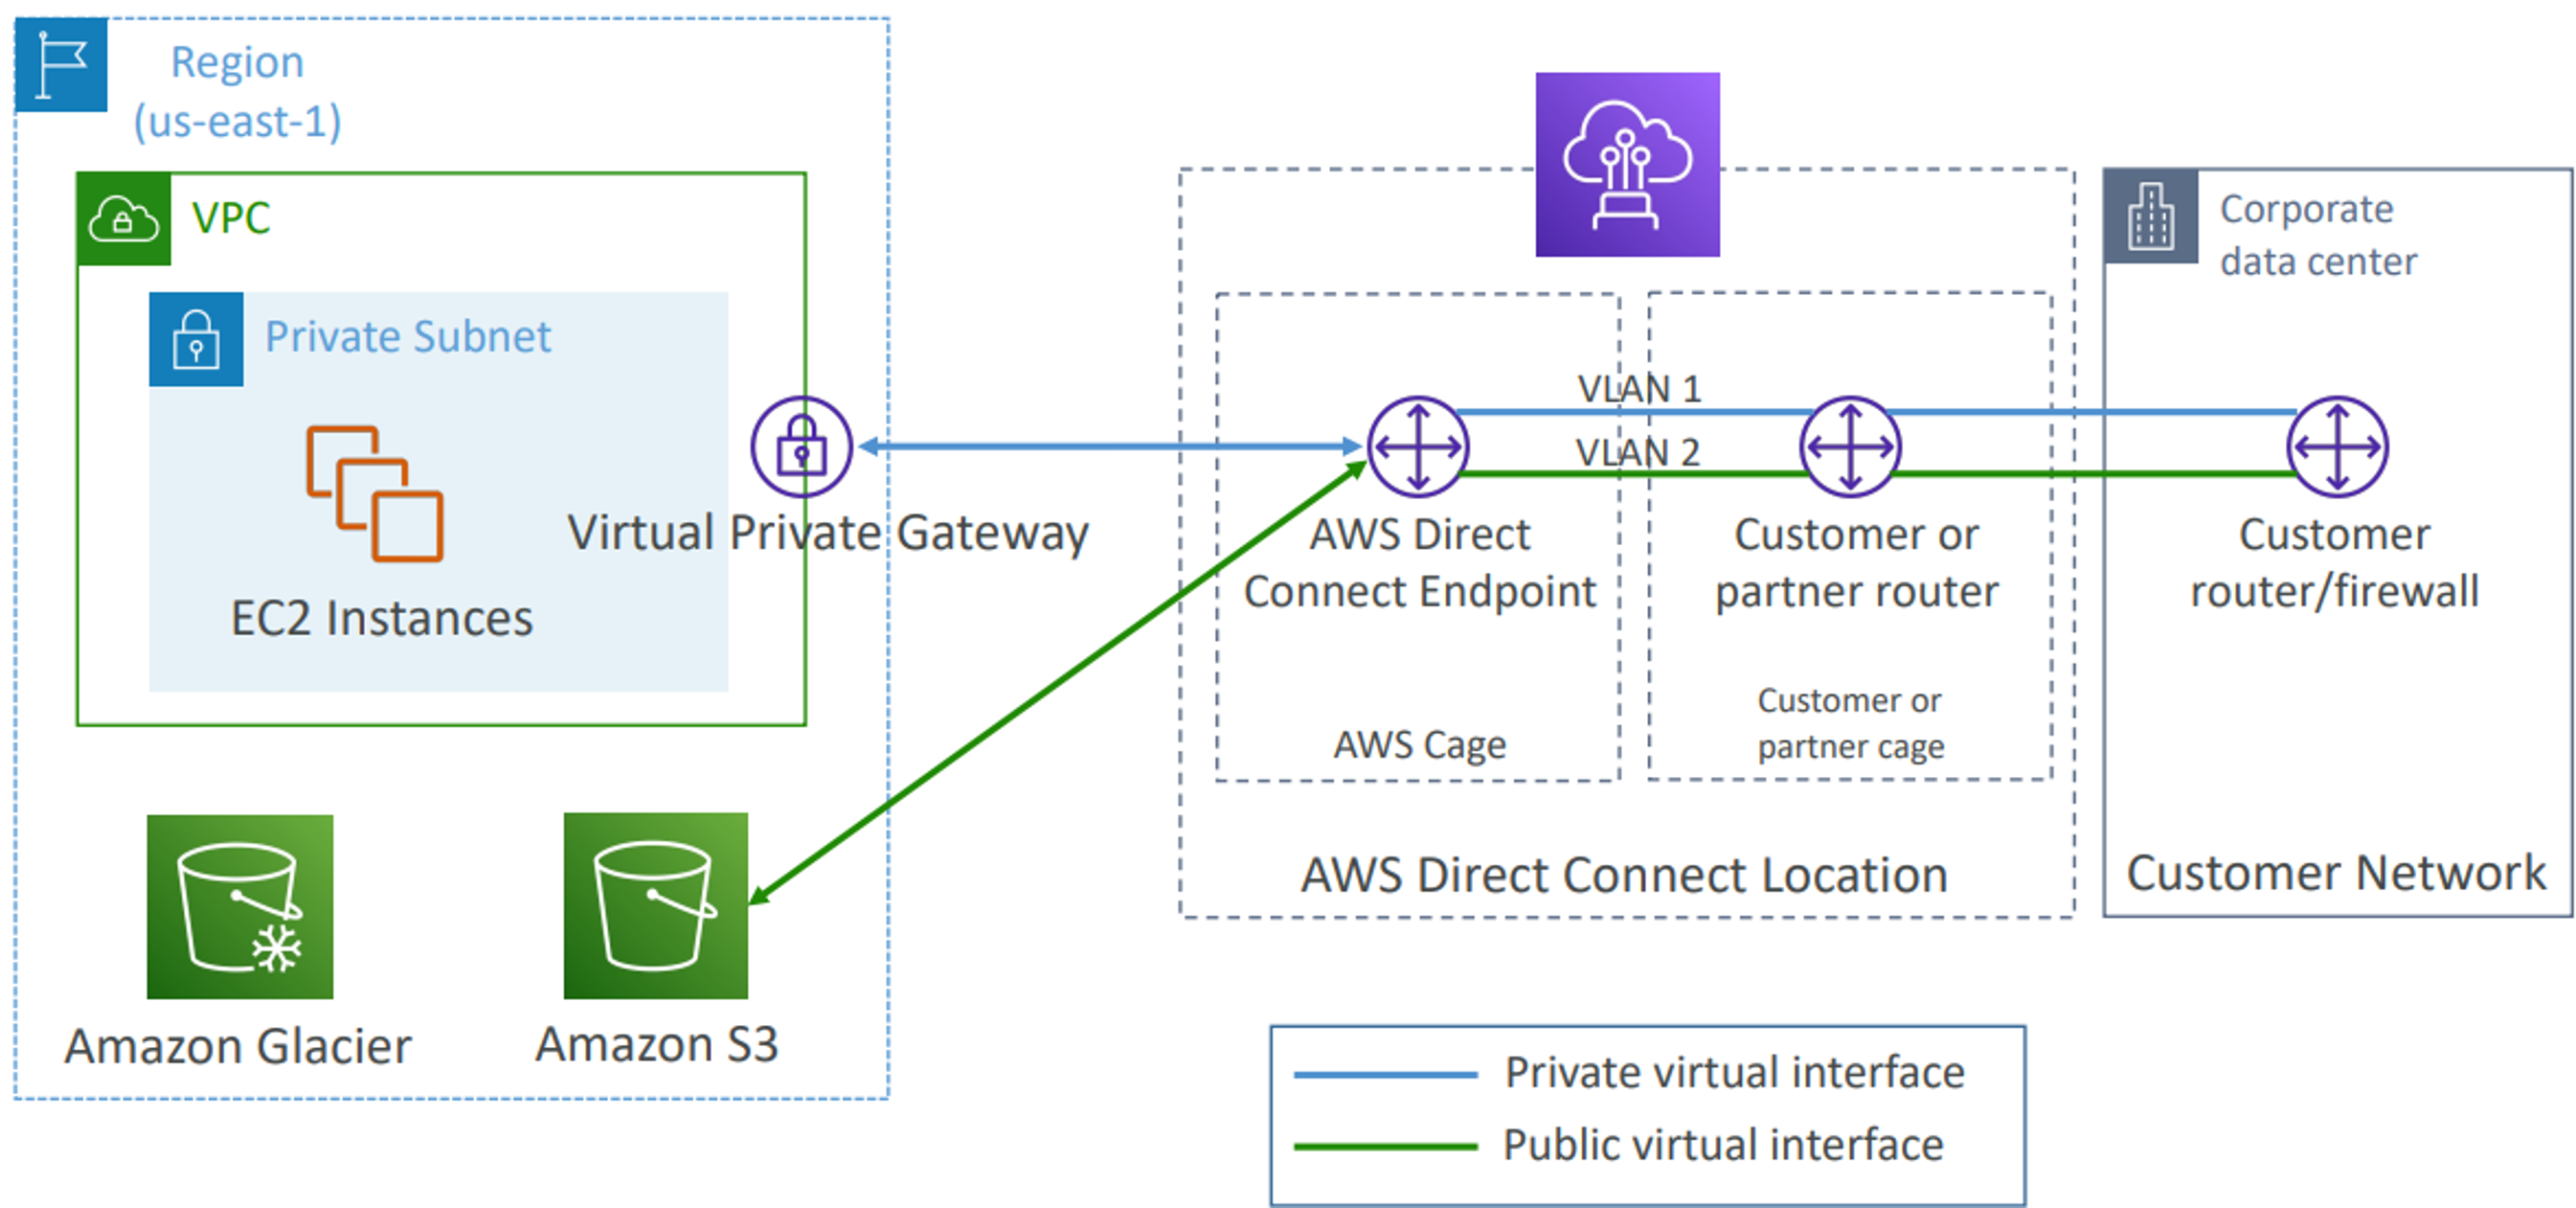 Region
(us-east-1)
VPC
Private Subnet
EC2 Instances
Virtual Private Gateway
Amazon Glacier
Amazon S3
VLAN 1
VLAN 2
AWS Direct
Connect Endpoint
AWS Cage
Customer or
partner router
Customer or
partner cage
AWS Direct Connect Location
Corporate
data center
Customer
router/firewall
Customer Network
Private virtual interface
Public virtual interface